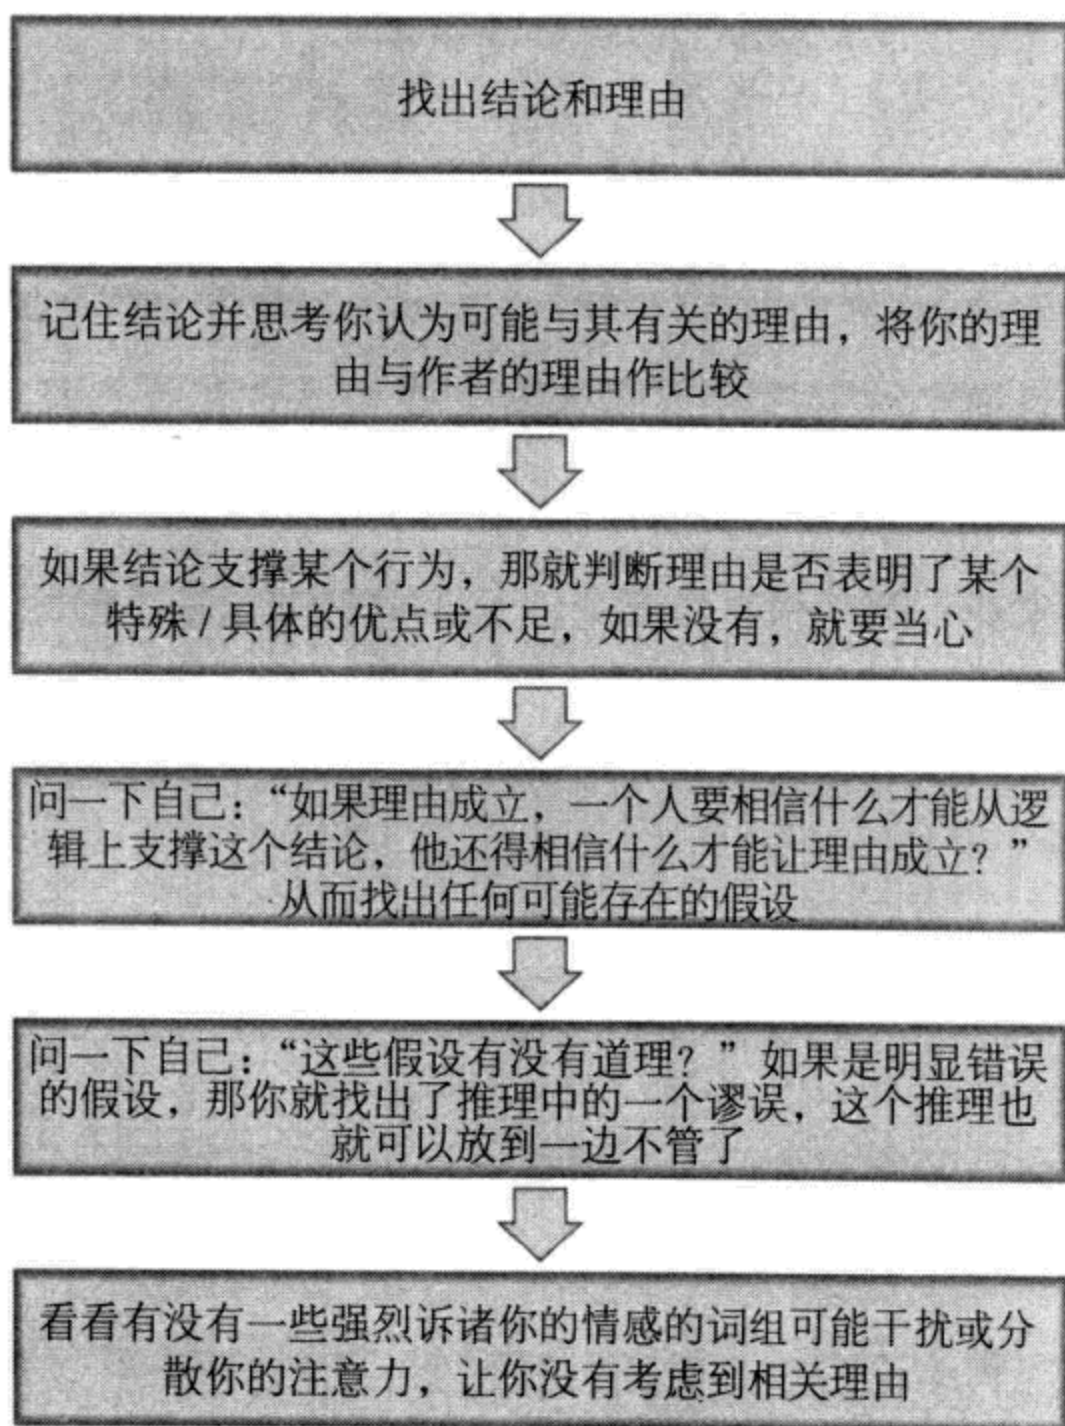 找出结论和理由
记住结论并思考你认为可能与其有关的理由，将你的理
由与作者的理由作比较
如果结论支撑某个行为，那就判断理由是否表明了某个
特殊/具体的优点或不足，如果没有，就要当心
问一下自己：“如果理由成立，一个人要相信什么才能从逻
辑上支撑这个结论，他还得相信什么才能让理由成立？”
从而找出任何可能存在的假设
问一下自己：“这些假设有没有道理？”如果是明显错误
的假设，那你就找出了推理中的一个谬误，这个推理也
就可以放到一边不管了
看看有没有一些强烈诉诸你的情感的词组可能干扰或分
散你的注意力，让你没有考虑到相关理由